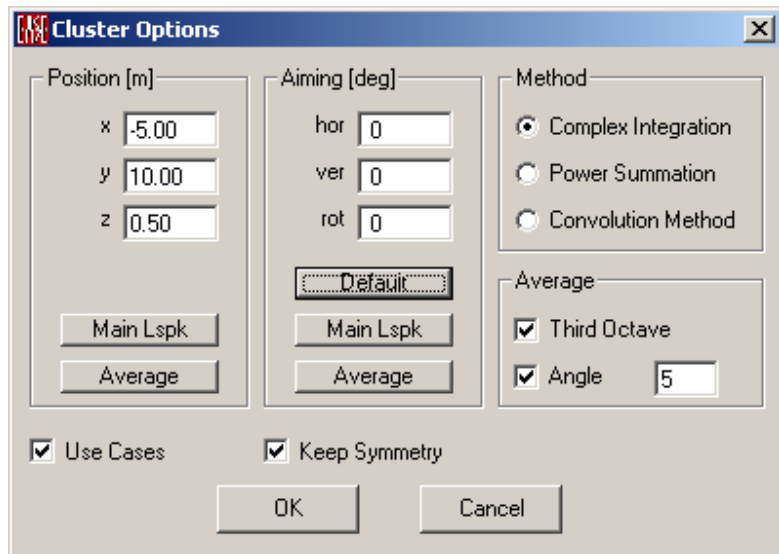 EASE Cluster Options
Position [m]
x -5.00
y 10.00
z 0.50
Main Lspk
Average
Aiming [deg]
hor 0
ver 0
rot 0
Default
Main Lspk
Average
Method
Complex Integration
Power Summation
Convolution Method
Average
Third Octave
Angle 5
Use Cases
Keep Symmetry
OK
Cancel